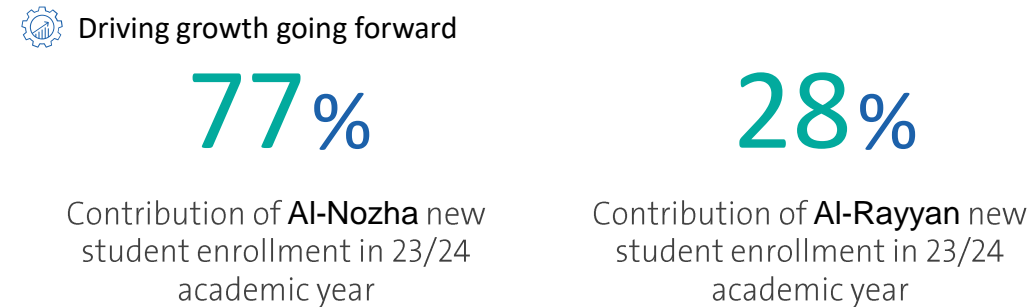 Driving growth going forward
77%
Contribution of Al-Nozha new
student enrollment in 23/24
academic year
28%
Contribution of Al-Rayyan new
student enrollment in 23/24
academic year